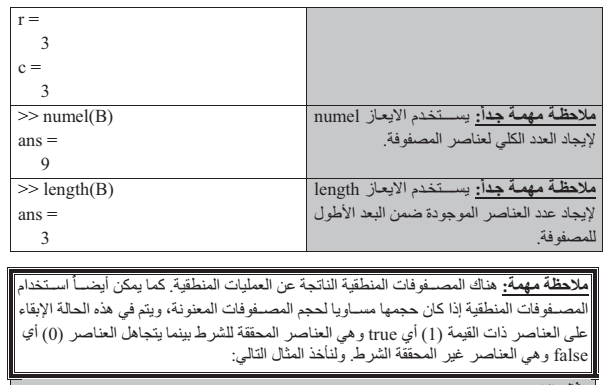 r =
3
c =
3
>> numel(B)
ans =
9
ملاحظة مهمة جداً: يستخدم الايعاز numel
لإيجاد العدد الكلي لعناصر المصفوفة.
>> length(B)
ans =
3
ملاحظة مهمة جداً: يستخدم الايعاز length
لإيجاد عدد العناصر الموجودة ضمن البعد الأطول
للمصفوفة.
ملاحظة مهمة: هناك المصفوفات المنطقية الناتجة عن العمليات المنطقية. كما يمكن أيضاً استخدام
المصفوفات المنطقية إذا كان حجمها مساويا لحجم المصفوفات المعنونة، ويتم في هذه الحالة الإبقاء
على العناصر ذات القيمة (1) أي true وهي العناصر المحققة للشرط بينما يتجاهل العناصر (0) أي
false وهي العناصر غير المحققة الشرط. ولنأخذ المثال التالي: